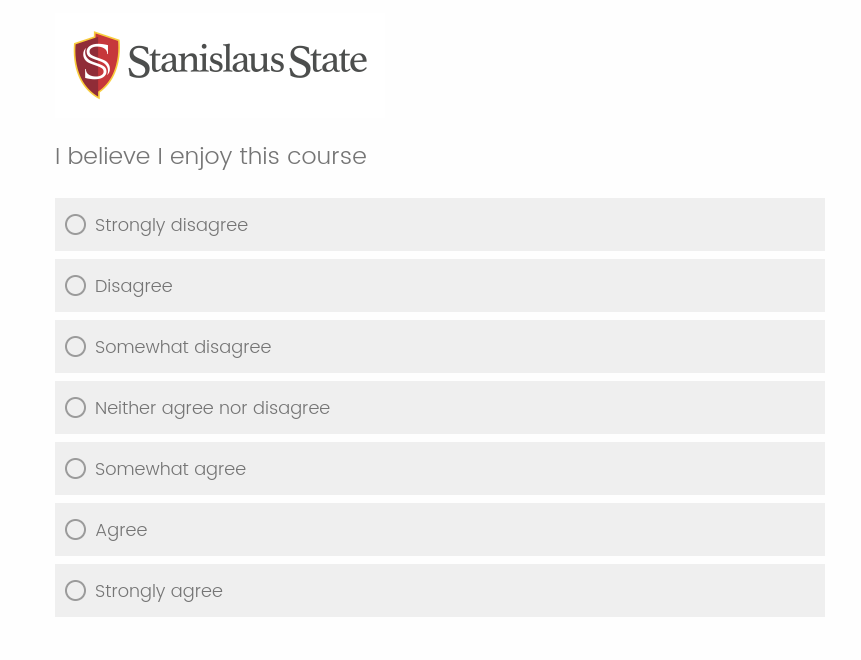 S Stanislaus State
I believe I enjoy this course
Strongly disagree
Disagree
Somewhat disagree
Neither agree nor disagree
Somewhat agree
Agree
Strongly agree